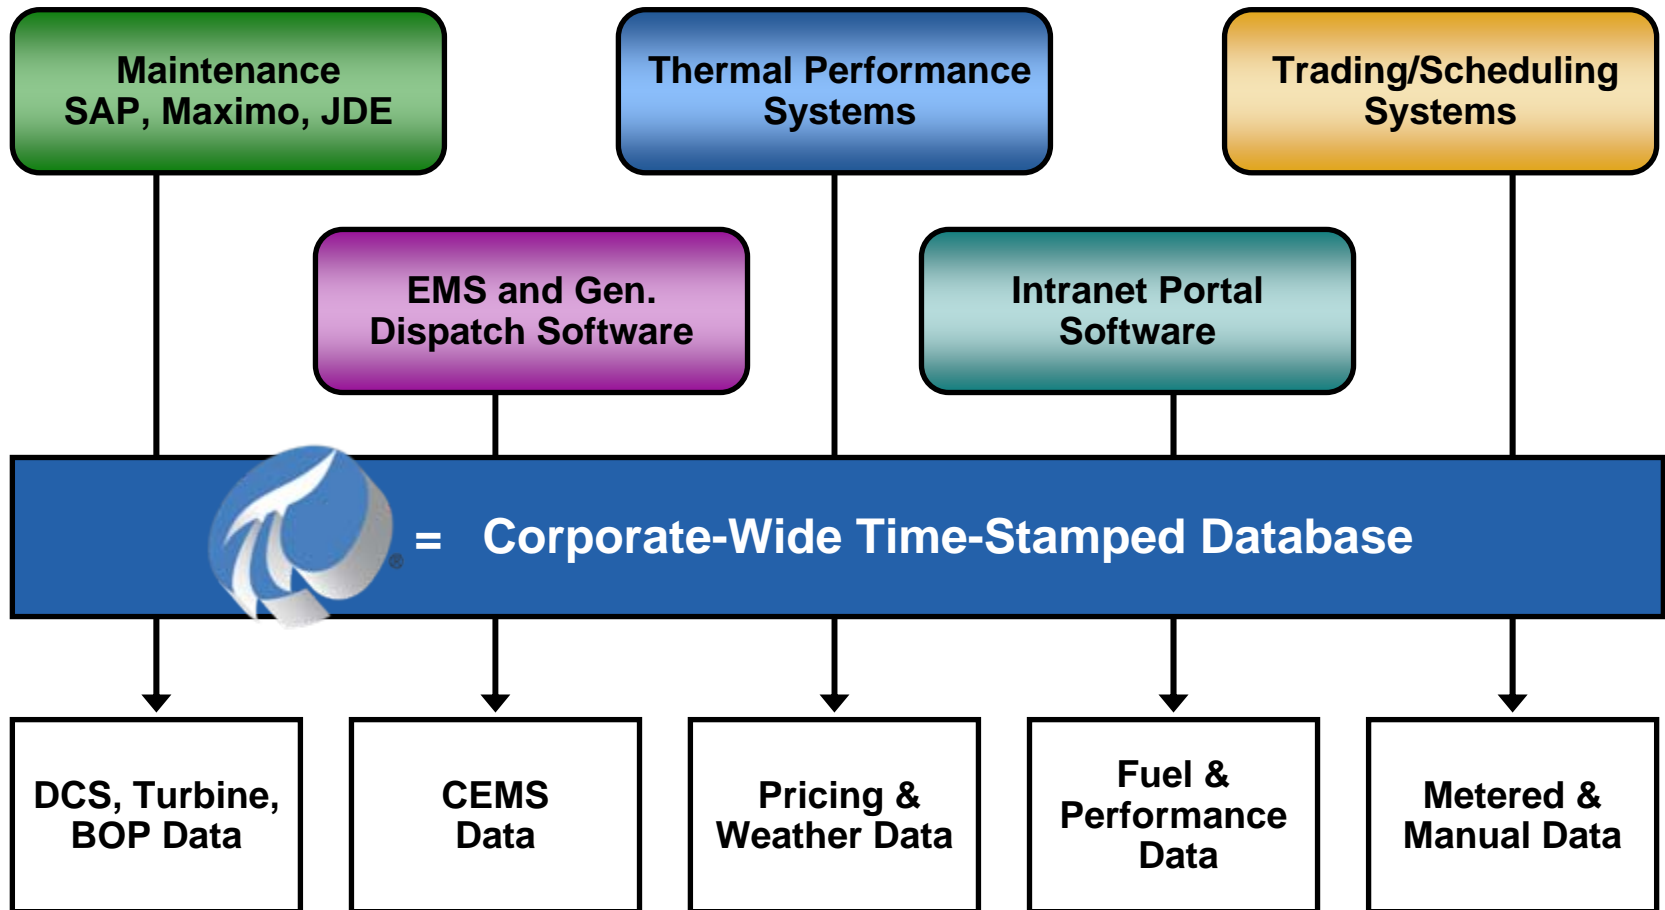 Maintenance
SAP, Maximo, JDE
Thermal Performance
Systems
Trading/Scheduling
Systems
EMS and Gen.
Dispatch Software
Intranet Portal
Software
® = Corporate-Wide Time-Stamped Database
DCS, Turbine,
BOP Data
CEMS
Data
Pricing &
Weather Data
Fuel &
Performance
Data
Metered &
Manual Data